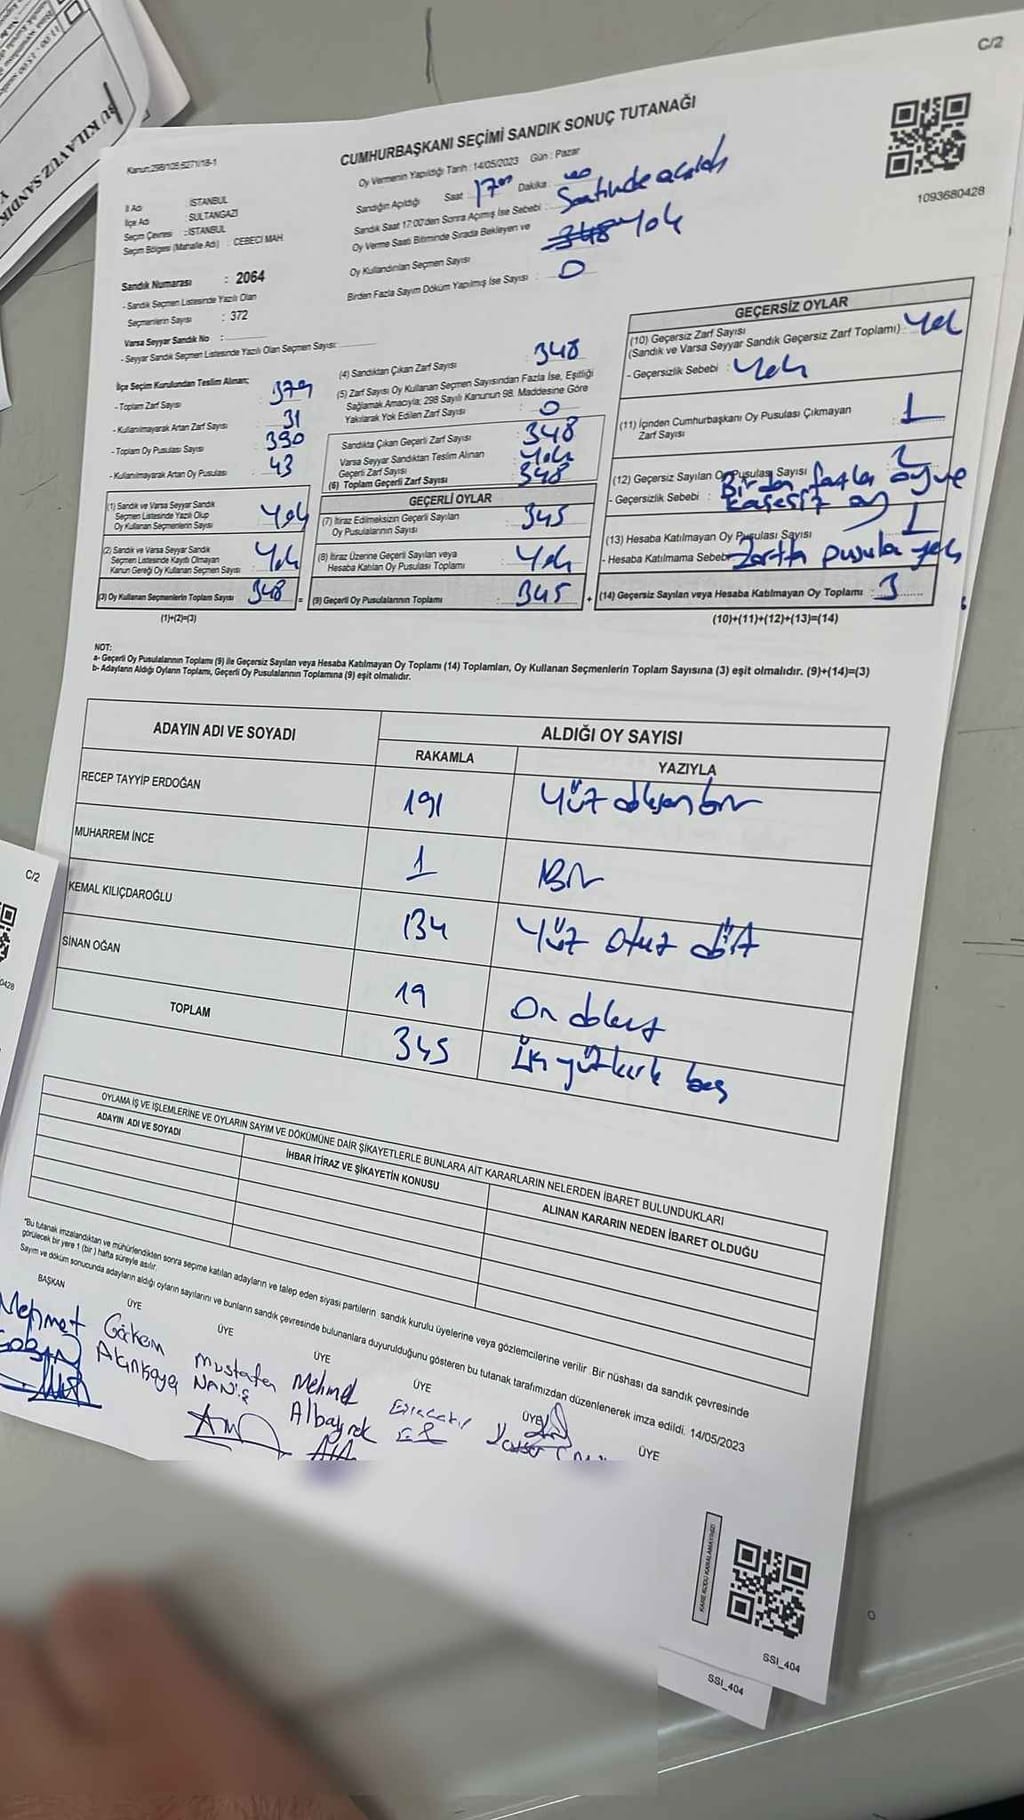 BU KILAVUZ SANDIK
C/2
Kanun:298/105.6271/18-1
CUMHURBAŞKANI SEÇİMİ SANDIK SONUÇ TUTANAĞI
Oy Vermenin Yapıldığı Tarih : 14/05/2023 Gün : Pazar
1093680428
İl Adı : İSTANBUL
İlçe Adı : SULTANGAZİ
Seçim Çevresi : İSTANBUL
Seçim Bölgesi (Mahalle Adı) : CEBECİ MAH
Sandık Numarası : 2064
- Sandık Seçmen Listesinde Yazılı Olan
Seçmenlerin Sayısı : 372
Varsa Seyyar Sandık No :
- Seyyar Sandık Seçmen Listesinde Yazılı Olan Seçmen Sayısı:
Sandığın Açıldığı Saat 17 00 Dakika : 00
Sandık Saat 17:00'den Sonra Açmış İse Sebebi : Saatinde açıldı
Oy Verme Saati Bitiminde Sırada Bekleyen ve
Oy Kullandırılan Seçmen Sayısı : 348 Yok
Birden Fazla Sayım Döküm Yapılmış İse Sayısı : 0
İlçe Seçim Kurulundan Teslim Alınan;
- Toplam Zarf Sayısı 379
- Kullanılmayarak Artan Zarf Sayısı 31
- Toplam Oy Pusulası Sayısı 390
- Kullanılmayarak Artan Oy Pusulası 43
(1) Sandık ve Varsa Seyyar Sandık
Seçmen Listesinde Yazılı Olup
Oy Kullanan Seçmenlerin Sayısı Yok
(2) Sandık ve Varsa Seyyar Sandık
Seçmen Listesinde Kayıtlı Olmayan
Kanun Gereği Oy Kullanan Seçmen Sayısı Yok
(3) Oy Kullanan Seçmenlerin Toplam Sayısı 348
(1)+(2)=(3)
(4) Sandıktan Çıkan Zarf Sayısı 348
(5) Zarf Sayısı Oy Kullanan Seçmen Sayısından Fazla İse, Eşitliği
Sağlamak Amacıyla; 298 Sayılı Kanunun 98. Maddesine Göre
Yakılarak Yok Edilen Zarf Sayısı : 0
Sandıkta Çıkan Geçerli Zarf Sayısı 348
Varsa Seyyar Sandıktan Teslim Alınan
Geçerli Zarf Sayısı Yok
(6) Toplam Geçerli Zarf Sayısı 348
GEÇERLİ OYLAR
(7) İtiraz Edilmeksizin Geçerli Sayılan
Oy Pusulalarının Sayısı 345
(8) İtiraz Üzerine Geçerli Sayılan veya
Hesaba Katılan Oy Pusulası Toplamı Yok
= (9) Geçerli Oy Pusulalarının Toplamı 345 +
GEÇERSİZ OYLAR
(10) Geçersiz Zarf Sayısı
(Sandık ve Varsa Seyyar Sandık Geçersiz Zarf Toplamı) Yok
- Geçersizlik Sebebi : Yok
(11) İçinden Cumhurbaşkanı Oy Pusulası Çıkmayan
Zarf Sayısı 1
(12) Geçersiz Sayılan Oy Pusulası Sayısı
- Geçersizlik Sebebi : Birden fazla oy ve
kaşesiz oy
(13) Hesaba Katılmayan Oy Pusulası Sayısı 1
- Hesaba Katılmama Sebebi Zarfta pusula yok
(14) Geçersiz Sayılan veya Hesaba Katılmayan Oy Toplamı : 3
(10)+(11)+(12)+(13)=(14)
NOT:
a- Geçerli Oy Pusulalarının Toplamı (9) ile Geçersiz Sayılan veya Hesaba Katılmayan Oy Toplamı (14) Toplamları, Oy Kullanan Seçmenlerin Toplam Sayısına (3) eşit olmalıdır. (9)+(14)=(3)
b- Adayların Aldığı Oyların Toplamı, Geçerli Oy Pusulalarının Toplamına (9) eşit olmalıdır.
ADAYIN ADI VE SOYADI ALDIĞI OY SAYISI
RAKAMLA YAZIYLA
RECEP TAYYİP ERDOĞAN 191 Yüz doksan bir
MUHARREM İNCE 1 Bir
KEMAL KILIÇDAROĞLU 134 Yüz otuz dört
SİNAN OĞAN 19 On dokuz
TOPLAM 345 Üç yüz kırk beş
OYLAMA İŞ VE İŞLEMLERİNE VE OYLARIN SAYIM VE DÖKÜMÜNE DAİR ŞİKAYETLERLE BUNLARA AİT KARARLARIN NELERDEN İBARET BULUNDUKLARI
ADAYIN ADI VE SOYADI İHBAR İTİRAZ VE ŞİKAYETİN KONUSU ALINAN KARARIN NEDEN İBARET OLDUĞU
"Bu tutanak imzalandıktan ve mühürlendikten sonra seçime katılan adayların ve talep eden siyasi partilerin sandık kurulu üyelerine veya gözlemcilerine verilir. Bir nüshası da sandık çevresinde
görülecek bir yere 1 (bir) hafta süreyle asılır.
Sayım ve döküm sonucunda adayların aldığı oyların sayılarını ve bunların sandık çevresinde bulunanlara duyurulduğunu gösteren bu tutanak tarafımızdan düzenlenerek imza edildi. 14/05/2023
BAŞKAN ÜYE ÜYE ÜYE ÜYE ÜYE ÜYE
Mehmet Görkem Mustafa Mehmet
Akınkaya Albayrak
SSI_404
SSI_404
C/2
0428